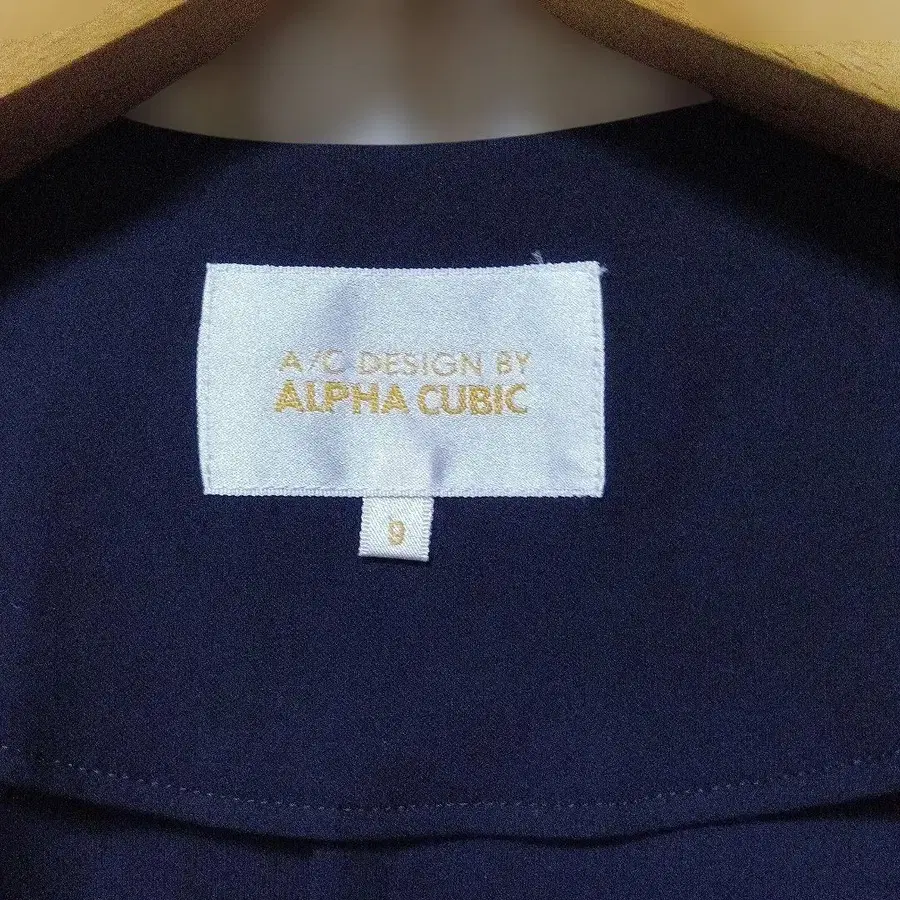 A/C DESIGN BY
ALPHA CUBIC
9